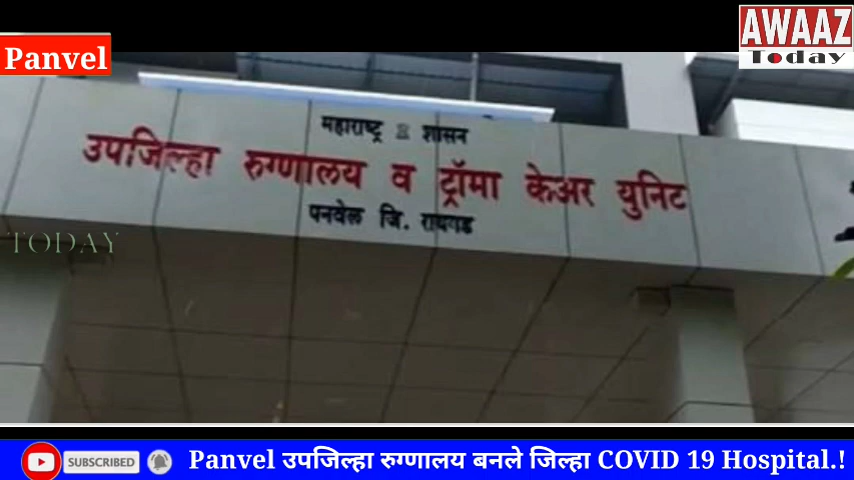 Panvel
AWAAZ
Today
महाराष्ट्र शासन
उपजिल्हा रुग्णालय व ट्रॉमा केअर युनिट
पनवेल जि. रायगड
TODAY
SUBSCRIBED
Panvel उपजिल्हा रुग्णालय बनले जिल्हा COVID 19 Hospital.!